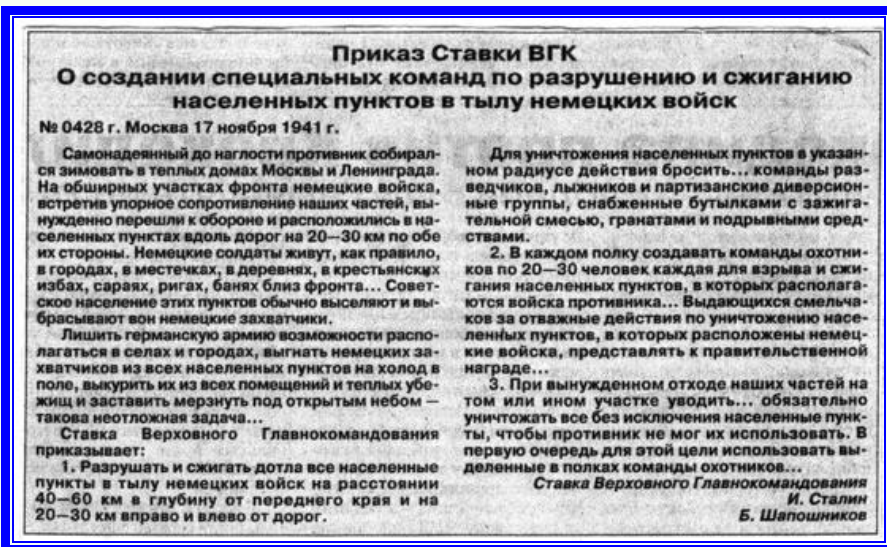 Приказ Ставки ВГК
О создании специальных команд по разрушению и сжиганию
населенных пунктов в тылу немецких войск
№ 0428 г. Москва 17 ноября 1941 г.
Самонадеянный до наглости противник собирал-
ся зимовать в теплых домах Москвы и Ленинграда.
На обширных участках фронта немецкие войска,
встретив упорное сопротивление наших частей, вы-
нужденно перешли к обороне и расположились в на-
селенных пунктах вдоль дорог на 20—30 км по обе
их стороны. Немецкие солдаты живут, как правило,
в городах, в местечках, в деревнях, в крестьянских
избах, сараях, ригах, банях близ фронта... Совет-
ское население этих пунктов обычно выселяют и вы-
брасывают вон немецкие захватчики.
Лишить германскую армию возможности распо-
лагаться в селах и городах, выгнать немецких за-
хватчиков из всех населенных пунктов на холод в
поле, выкурить их из всех помещений и теплых убе-
жищ и заставить мерзнуть под открытым небом —
такова неотложная задача...
Ставка Верховного Главнокомандования
приказывает:
1. Разрушать и сжигать дотла все населенные
пункты в тылу немецких войск на расстоянии
40—60 км в глубину от переднего края и на
20—30 км вправо и влево от дорог.
Для уничтожения населенных пунктов в указан-
ном радиусе действия бросить... команды раз-
ведчиков, лыжников и партизанские диверсион-
ные группы, снабженные бутылками с зажига-
тельной смесью, гранатами и подрывными сред-
ствами.
2. В каждом полку создавать команды охотни-
ков по 20—30 человек каждая для взрыва и сжи-
гания населенных пунктов, в которых располага-
ются войска противника... Выдающихся смельча-
ков за отважные действия по уничтожению насе-
ленных пунктов, в которых расположены немец-
кие войска, представлять к правительственной
награде...
3. При вынужденном отходе наших частей на
том или ином участке уводить... обязательно
уничтожать все без исключения населенные пунк-
ты, чтобы противник не мог их использовать. В
первую очередь для этой цели использовать вы-
деленные в полках команды охотников...
Ставка Верховного Главнокомандования
И. Сталин
Б. Шапошников